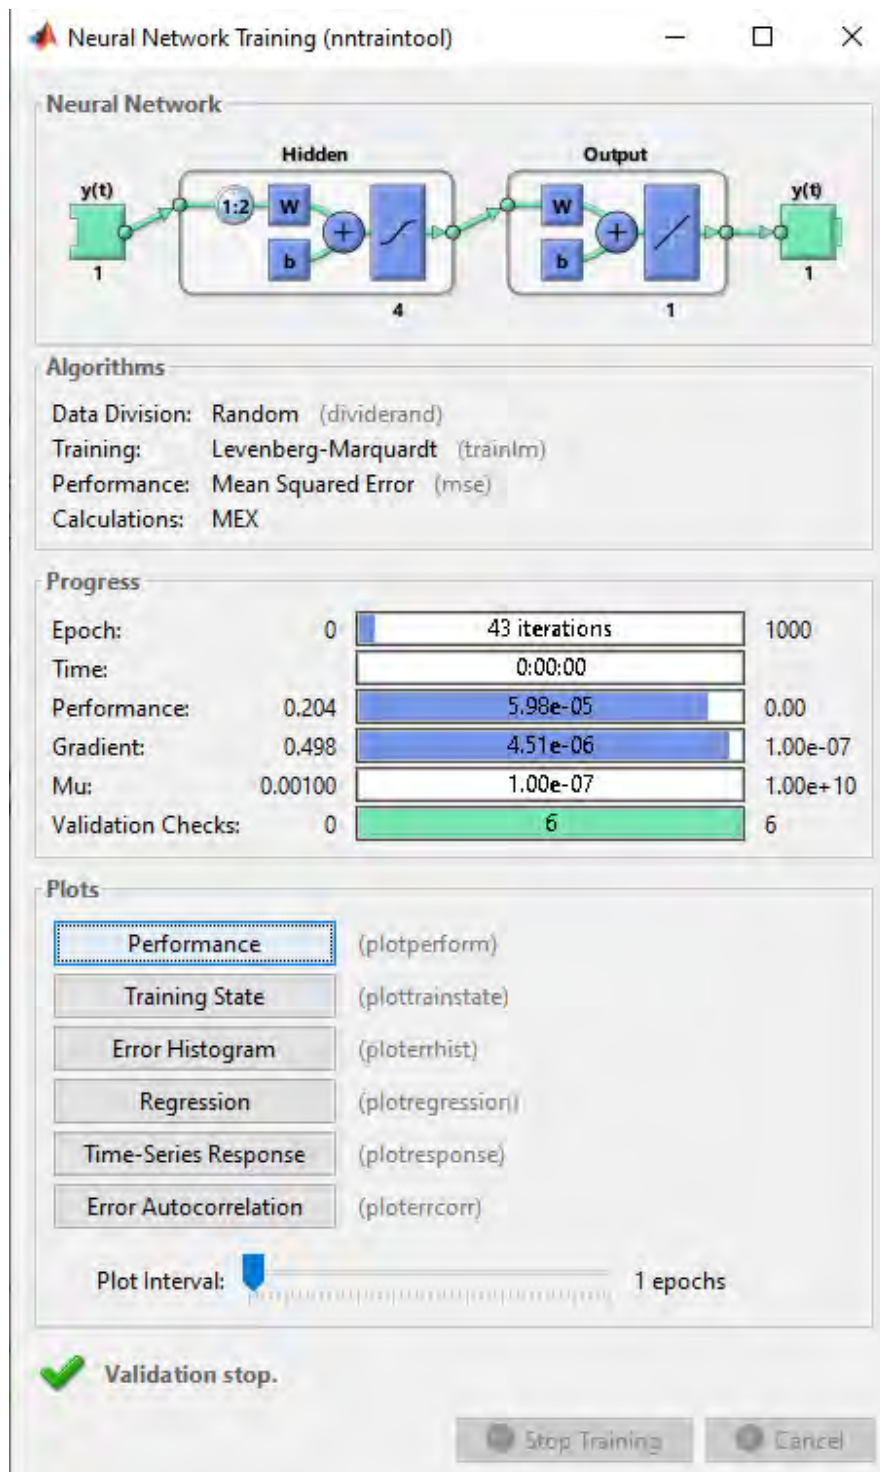 Neural Network Training (nntraintool)
Neural Network
Hidden
Output
y(t)
1:2
W
b
+
W
b
+
y(t)
1
4
1
1
Algorithms
Data Division: Random (dividerand)
Training: Levenberg-Marquardt (trainlm)
Performance: Mean Squared Error (mse)
Calculations: MEX
Progress
Epoch: 0 43 iterations 1000
Time: 0:00:00
Performance: 0.204 5.98e-05 0.00
Gradient: 0.498 4.51e-06 1.00e-07
Mu: 0.00100 1.00e-07 1.00e+10
Validation Checks: 0 6 6
Plots
Performance (plotperform)
Training State (plottrainstate)
Error Histogram (ploterrhist)
Regression (plotregression)
Time-Series Response (plotresponse)
Error Autocorrelation (ploterrcorr)
Plot Interval: 1 epochs
Validation stop.
Stop Training Cancel